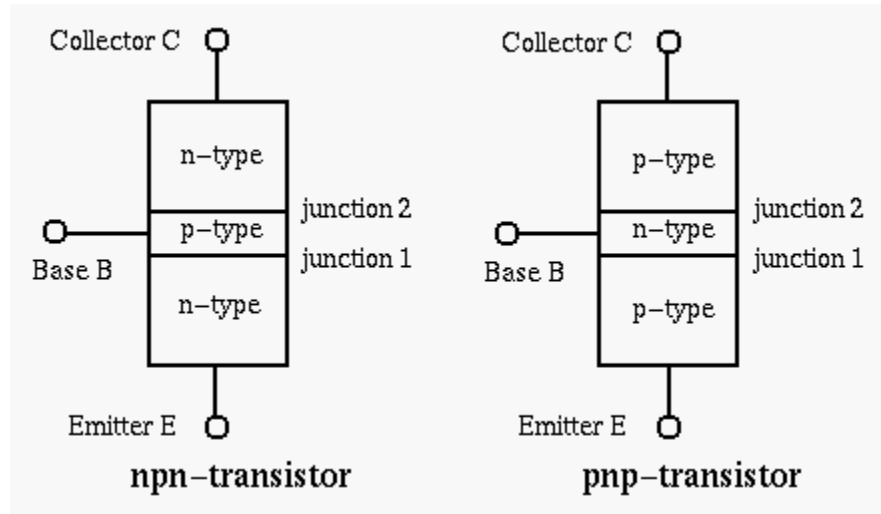 Collector C
n-type
junction 2
p-type
Base B
junction 1
n-type
Emitter E
npn-transistor
Collector C
p-type
junction 2
n-type
Base B
junction 1
p-type
Emitter E
pnp-transistor